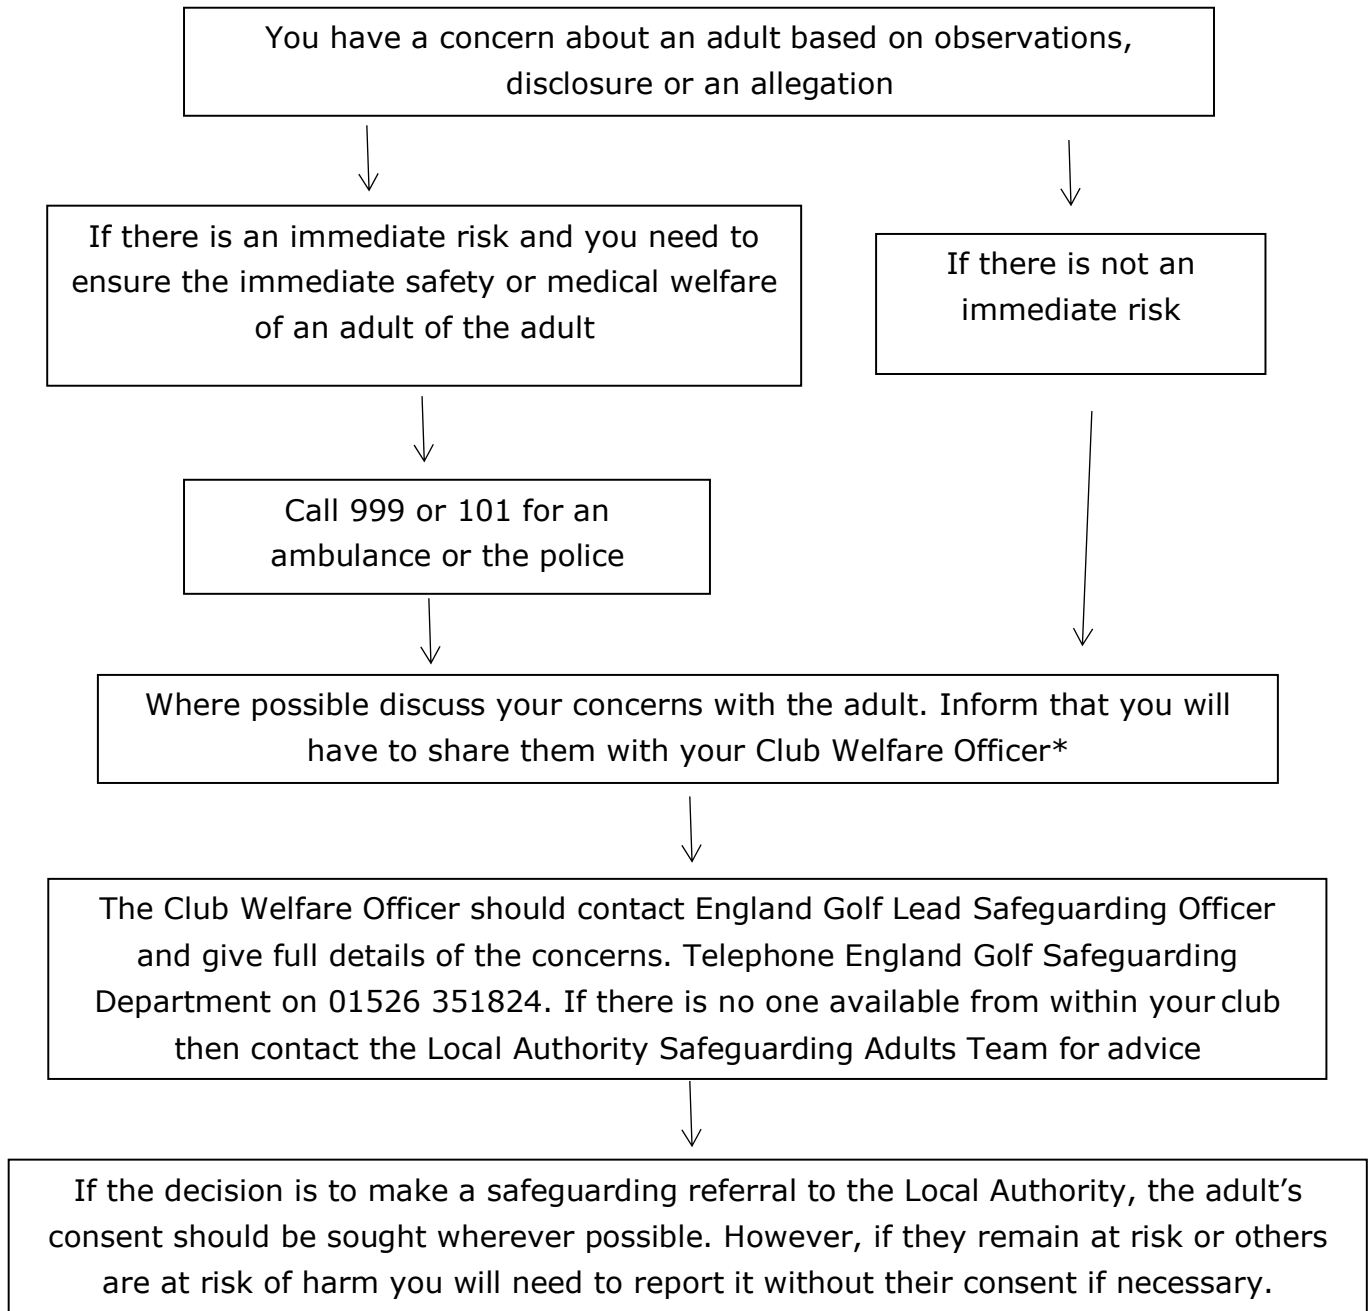 You have a concern about an adult based on observations,
disclosure or an allegation
If there is an immediate risk and you need to
ensure the immediate safety or medical welfare
of an adult of the adult
If there is not an
immediate risk
Call 999 or 101 for an
ambulance or the police
Where possible discuss your concerns with the adult. Inform that you will
have to share them with your Club Welfare Officer*
The Club Welfare Officer should contact England Golf Lead Safeguarding Officer
and give full details of the concerns. Telephone England Golf Safeguarding
Department on 01526 351824. If there is no one available from within your club
then contact the Local Authority Safeguarding Adults Team for advice
If the decision is to make a safeguarding referral to the Local Authority, the adult’s
consent should be sought wherever possible. However, if they remain at risk or others
are at risk of harm you will need to report it without their consent if necessary.